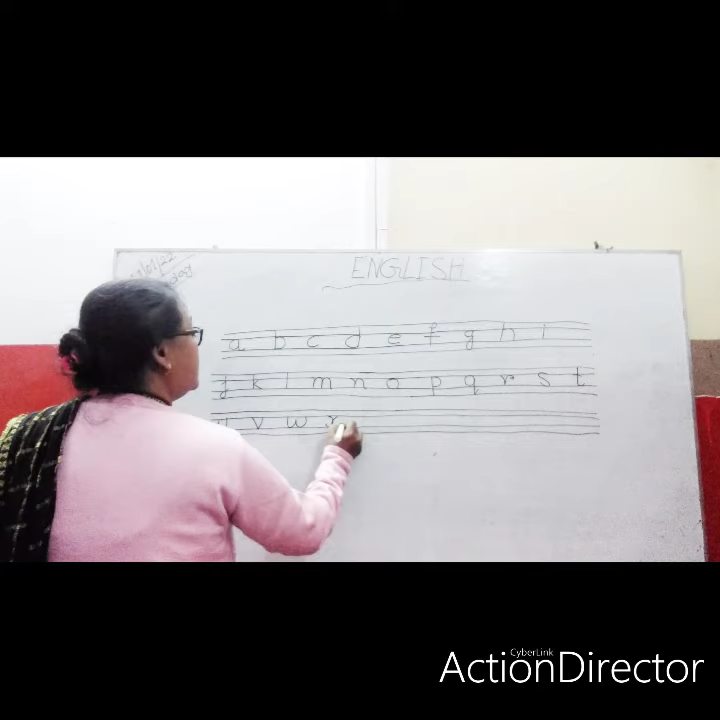 ENGLISH
a b c d e f g h i
j k l m n o p q r s t
u v w
CyberLink
ActionDirector